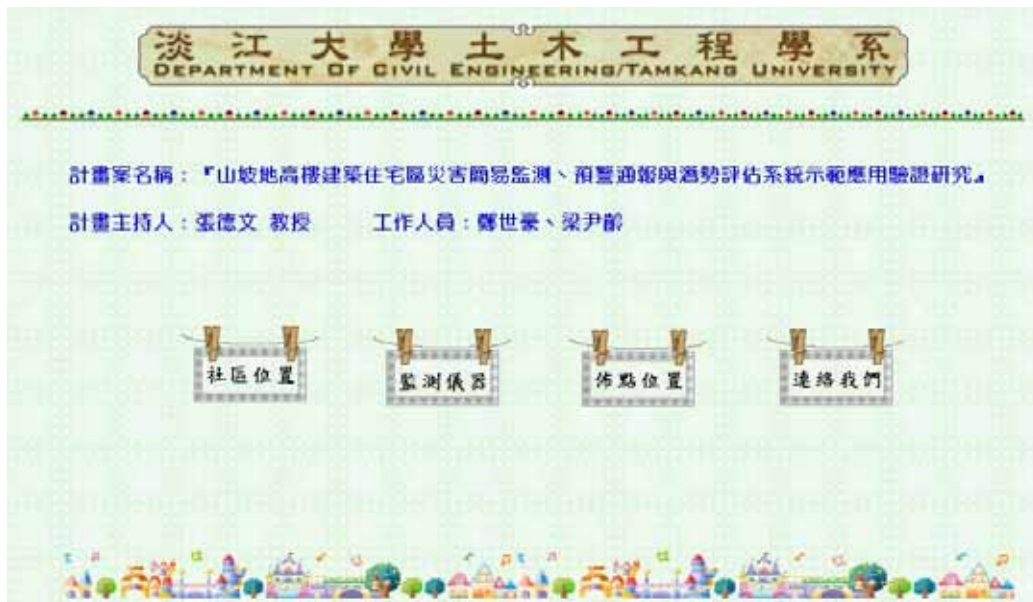 淡江大學土木工程學系
DEPARTMENT OF CIVIL ENGINEERING/TAMKANG UNIVERSITY
計畫案名稱：『山坡地高樓建築住宅區災害簡易監測、預警通報與災勢評估系統示範應用驗證研究』
計畫主持人：張德文 教授 工作人員：鄭世豪、梁尹
社區位置
監測儀器
佈點位置
連絡我們